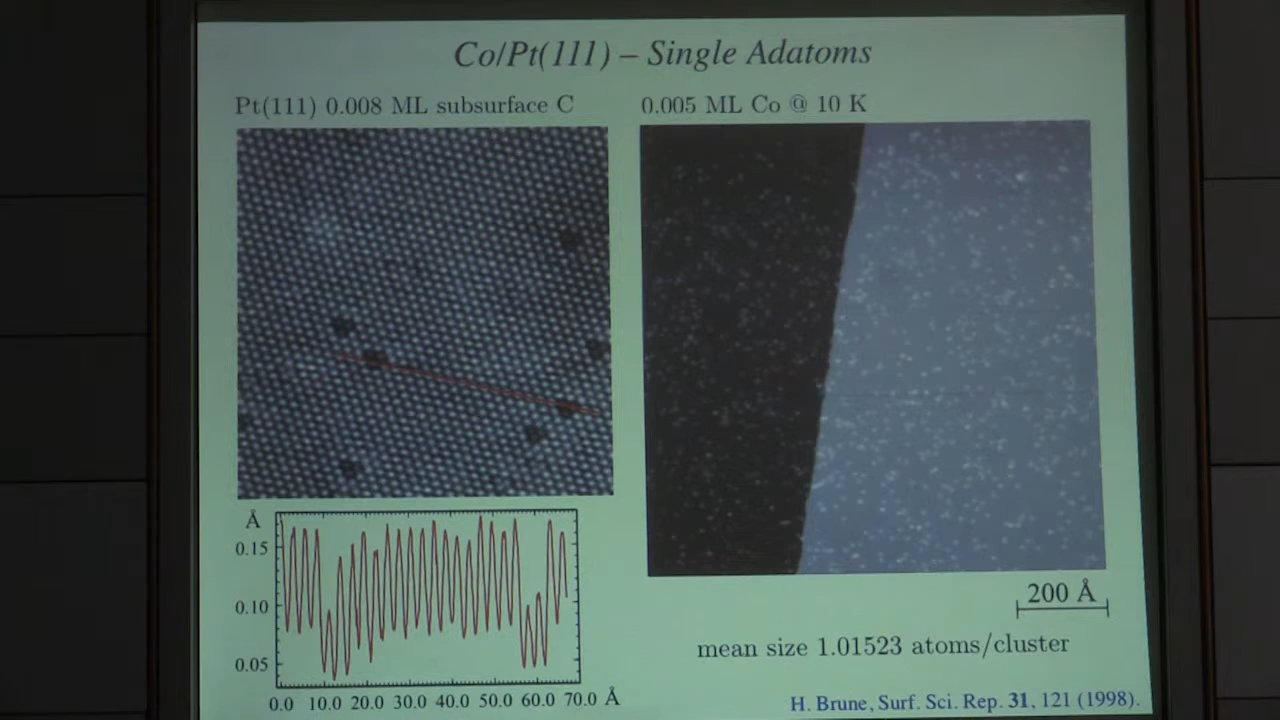 Co/Pt(111) – Single Adatoms
Pt(111) 0.008 ML subsurface C
0.005 ML Co @ 10 K
Å
0.15
0.10
0.05
0.0 10.0 20.0 30.0 40.0 50.0 60.0 70.0 Å
200 Å
mean size 1.01523 atoms/cluster
H. Brune, Surf. Sci. Rep. 31, 121 (1998).